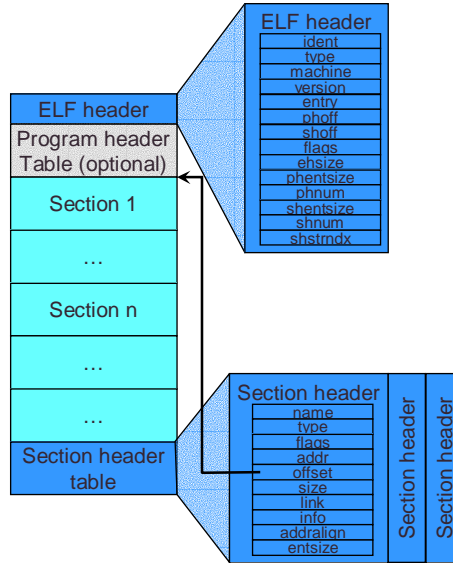 ELF header
ident
type
machine
version
entry
phoff
shoff
flags
ehsize
phentsize
phnum
shentsize
shnum
shstrndx
ELF header
Program header
Table (optional)
Section 1
...
Section n
...
...
Section header
table
Section header
name
type
flags
addr
offset
size
link
info
addralign
entsize
Section header
Section header